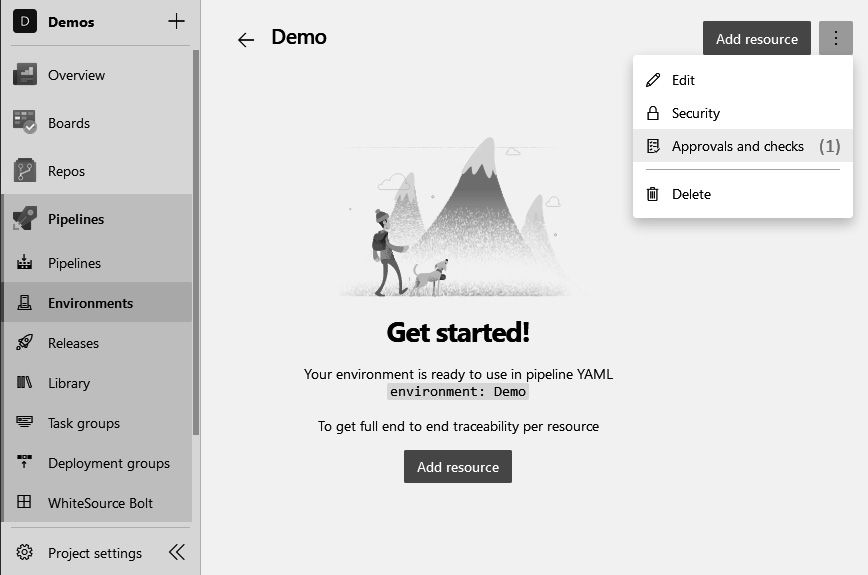 D Demos +
Overview
Boards
Repos
Pipelines
Pipelines
Environments
Releases
Library
Task groups
Deployment groups
WhiteSource Bolt
Project settings
Demo
Add resource
Edit
Security
Approvals and checks (1)
Delete
Get started!
Your environment is ready to use in pipeline YAML
environment: Demo
To get full end to end traceability per resource
Add resource